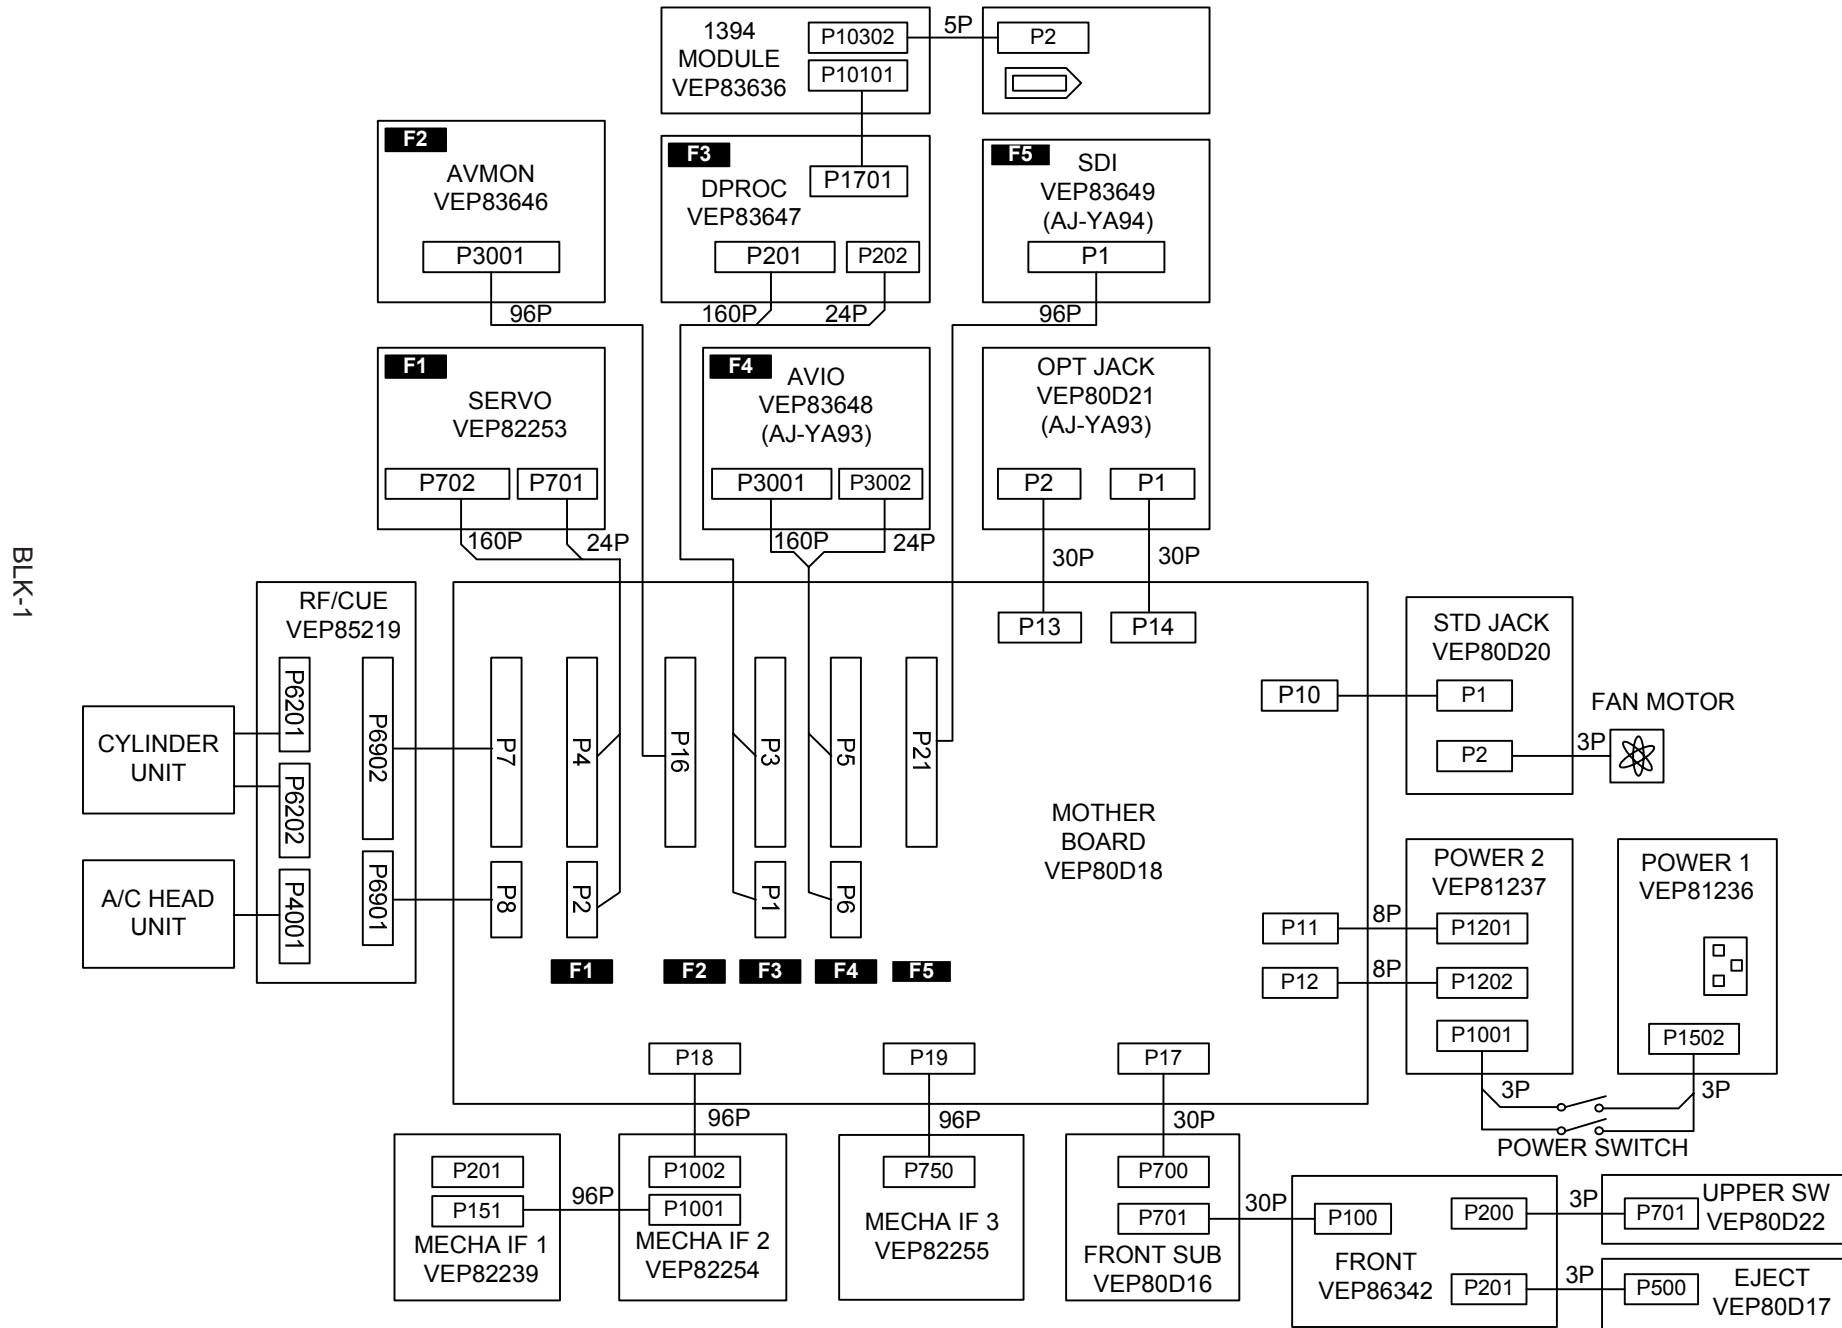 1394
MODULE
VEP83636
P10302
P10101
5P
P2
F2
AVMON
VEP83646
P3001
96P
F3
DPROC
VEP83647
P1701
P201
P202
160P
24P
F5
SDI
VEP83649
(AJ-YA94)
P1
96P
F1
SERVO
VEP82253
P702
P701
160P
24P
F4
AVIO
VEP83648
(AJ-YA93)
P3001
P3002
160P
24P
OPT JACK
VEP80D21
(AJ-YA93)
P2
P1
30P
30P
BLK-1
RF/CUE
VEP85219
P6201
P6202
P4001
P6902
P6901
CYLINDER
UNIT
A/C HEAD
UNIT
P13
P14
P7
P4
P16
P3
P5
P21
P8
P2
P1
P6
F1
F2
F3
F4
F5
MOTHER
BOARD
VEP80D18
P10
STD JACK
VEP80D20
P1
P2
3P
FAN MOTOR
P11
8P
P12
8P
POWER 2
VEP81237
P1201
P1202
P1001
POWER 1
VEP81236
P1502
3P
3P
POWER SWITCH
P18
P19
P17
96P
96P
30P
P201
P151
MECHA IF 1
VEP82239
96P
P1002
P1001
MECHA IF 2
VEP82254
P750
MECHA IF 3
VEP82255
P700
P701
FRONT SUB
VEP80D16
30P
P100
FRONT
VEP86342
P200
P201
3P
3P
P701
UPPER SW
VEP80D22
P500
EJECT
VEP80D17